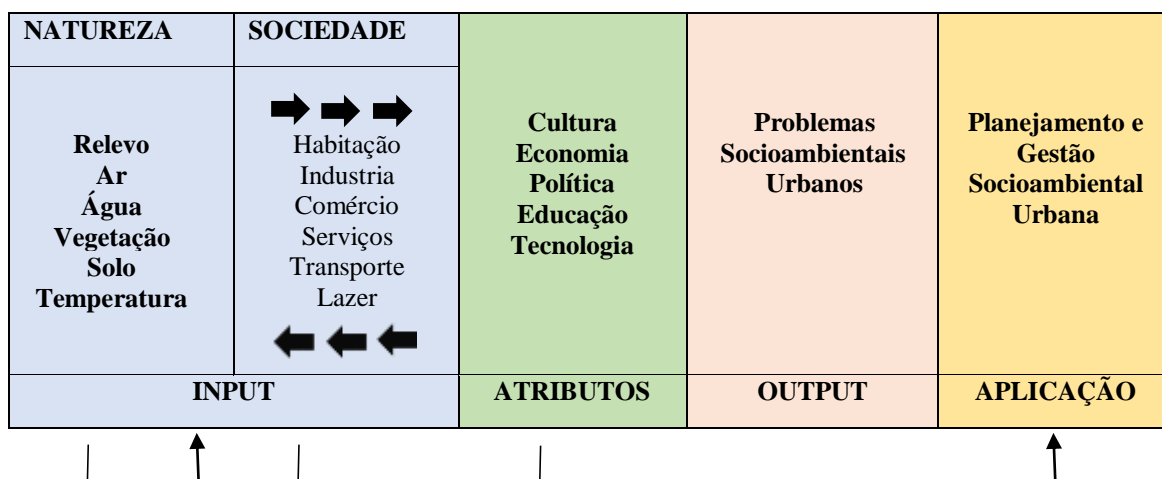 NATUREZA
SOCIEDADE
Relevo
Ar
Água
Vegetação
Solo
Temperatura
Habitação
Industria
Comércio
Serviços
Transporte
Lazer
Cultura
Economia
Política
Educação
Tecnologia
Problemas
Socioambientais
Urbanos
Planejamento e
Gestão
Socioambiental
Urbana
INPUT
ATRIBUTOS
OUTPUT
APLICAÇÃO